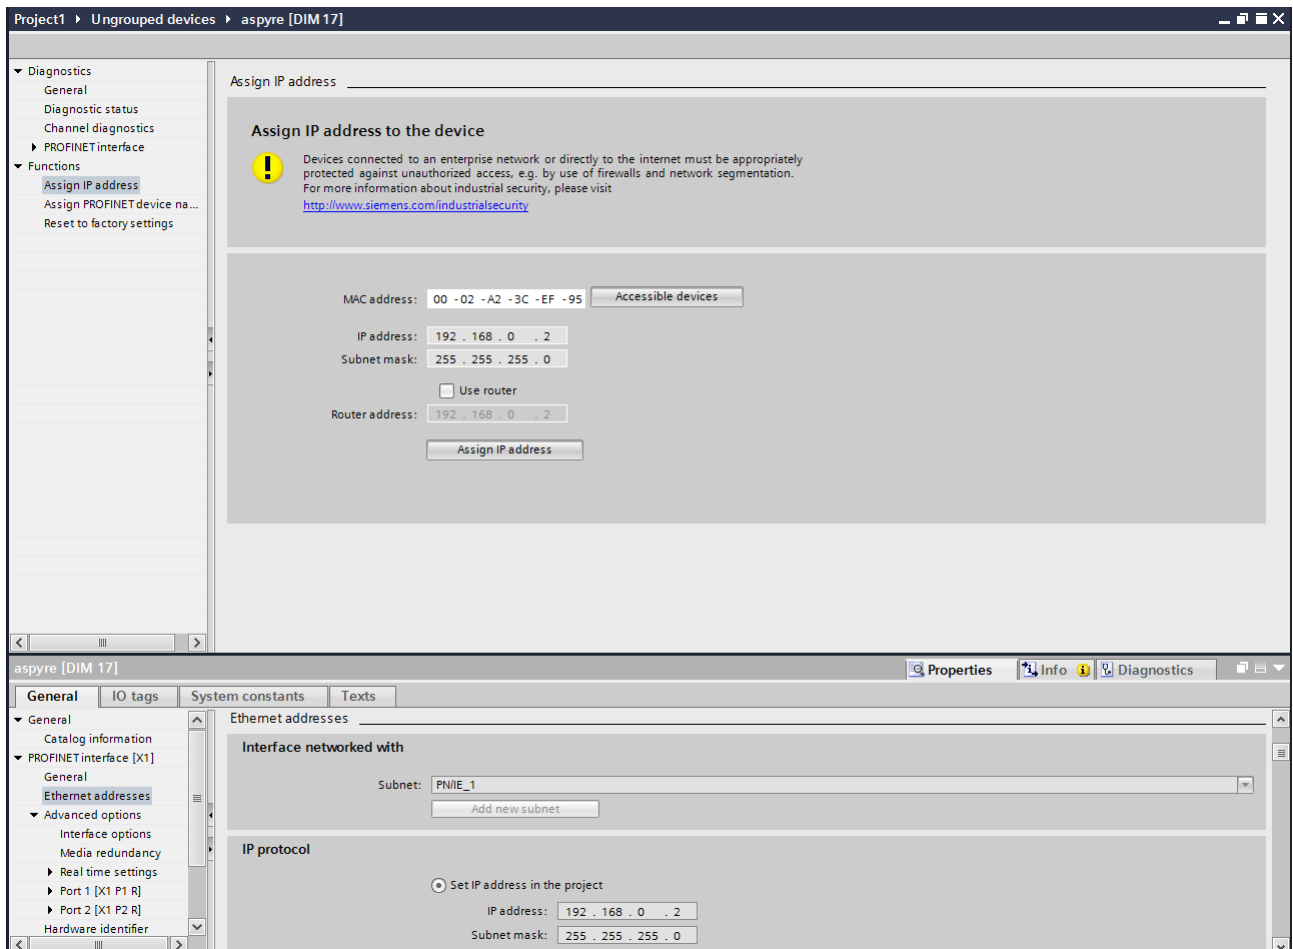 Project1 ▸ Ungrouped devices ▸ aspyre [DIM 17]
Diagnostics
General
Diagnostic status
Channel diagnostics
PROFINET interface
Functions
Assign IP address
Assign PROFINET device na...
Reset to factory settings
Assign IP address
Assign IP address to the device
Devices connected to an enterprise network or directly to the internet must be appropriately
protected against unauthorized access, e.g. by use of firewalls and network segmentation.
For more information about industrial security, please visit
http://www.siemens.com/industrialsecurity
MAC address: 00 -02 -A2 -3C -EF -95 Accessible devices
IP address: 192 . 168 . 0 . 2
Subnet mask: 255 . 255 . 255 . 0
Use router
Router address: 192 . 168 . 0 . 2
Assign IP address
aspyre [DIM 17] Properties Info Diagnostics
General IO tags System constants Texts
General
Catalog information
PROFINET interface [X1]
General
Ethernet addresses
Advanced options
Interface options
Media redundancy
Real time settings
Port 1 [X1 P1 R]
Port 2 [X1 P2 R]
Hardware identifier
Ethernet addresses
Interface networked with
Subnet: PN/IE_1
Add new subnet
IP protocol
Set IP address in the project
IP address: 192 . 168 . 0 . 2
Subnet mask: 255 . 255 . 255 . 0